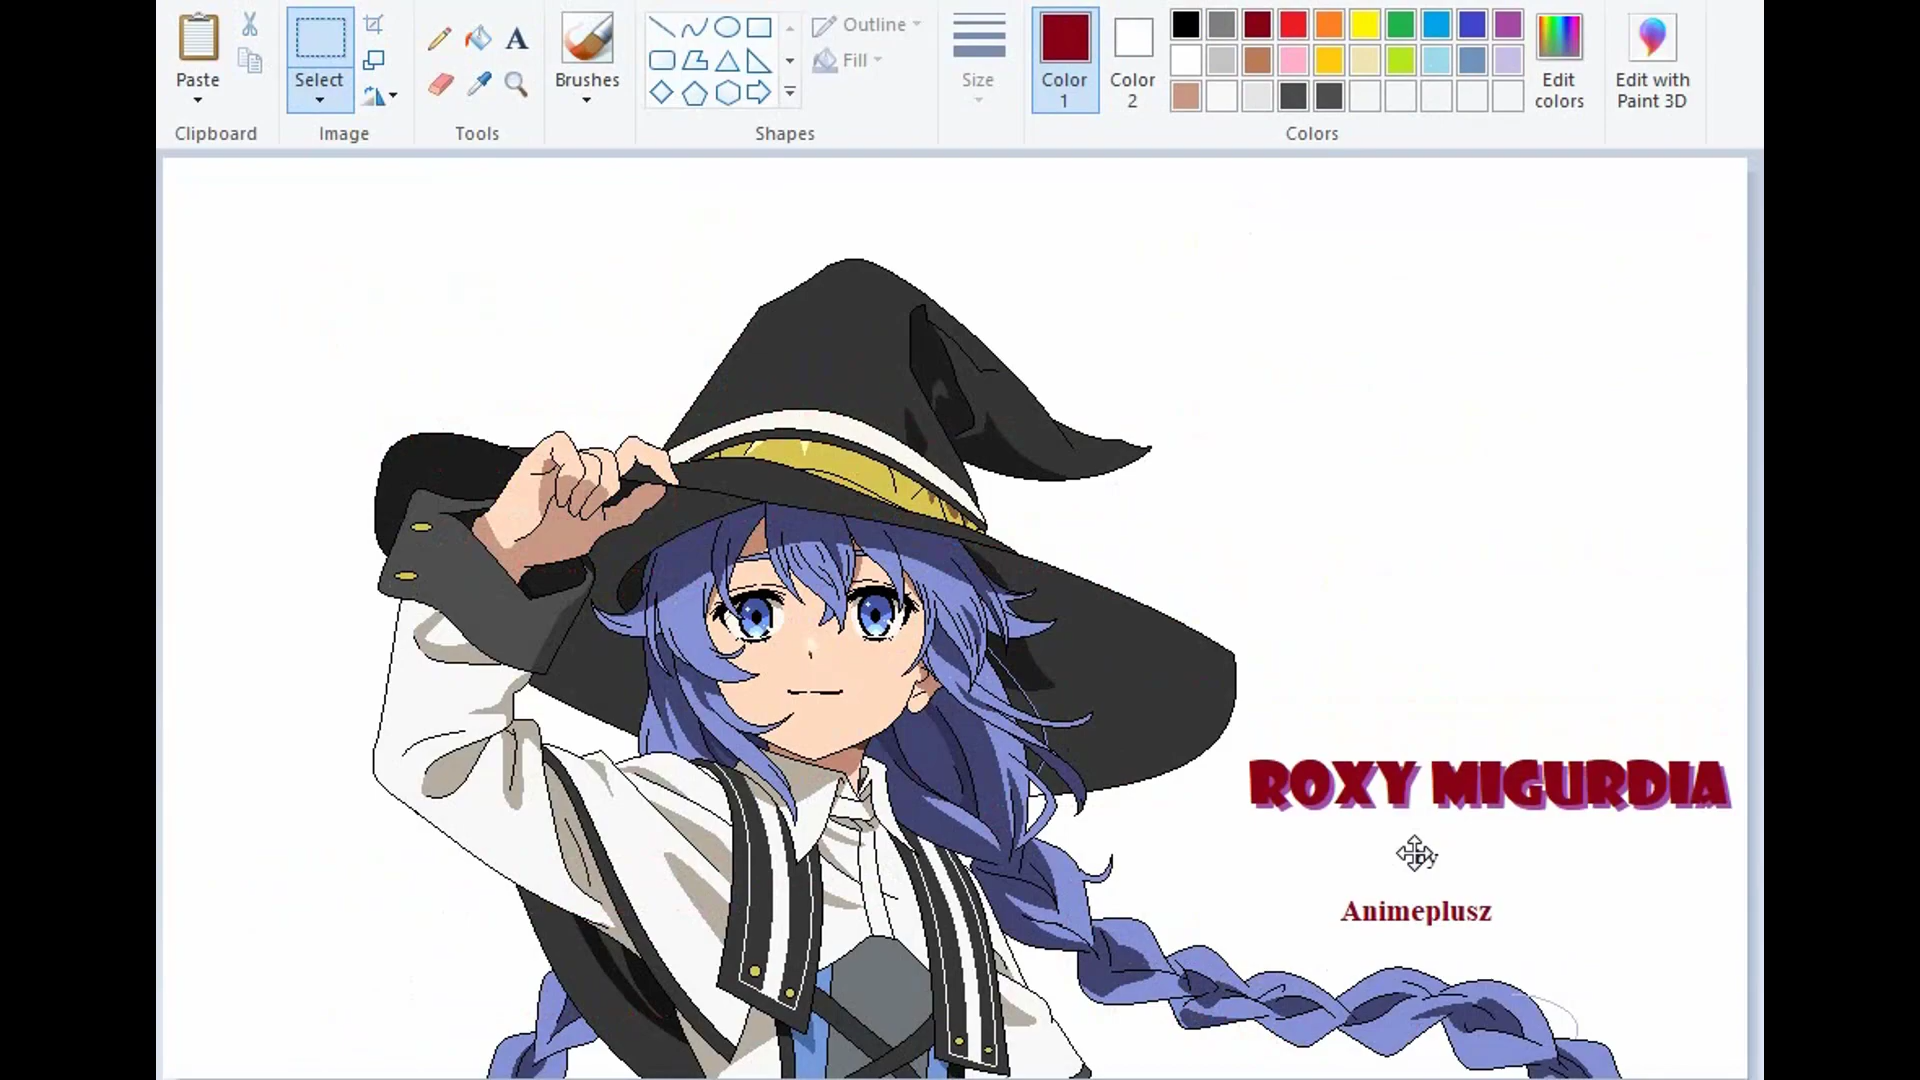 Paste
Select
Brushes
Outline
Fill
Size
Color
1
Color
2
Edit
colors
Edit with
Paint 3D
Clipboard
Image
Tools
Shapes
Colors
A
ROXY MIGURDIA
Animeplusz